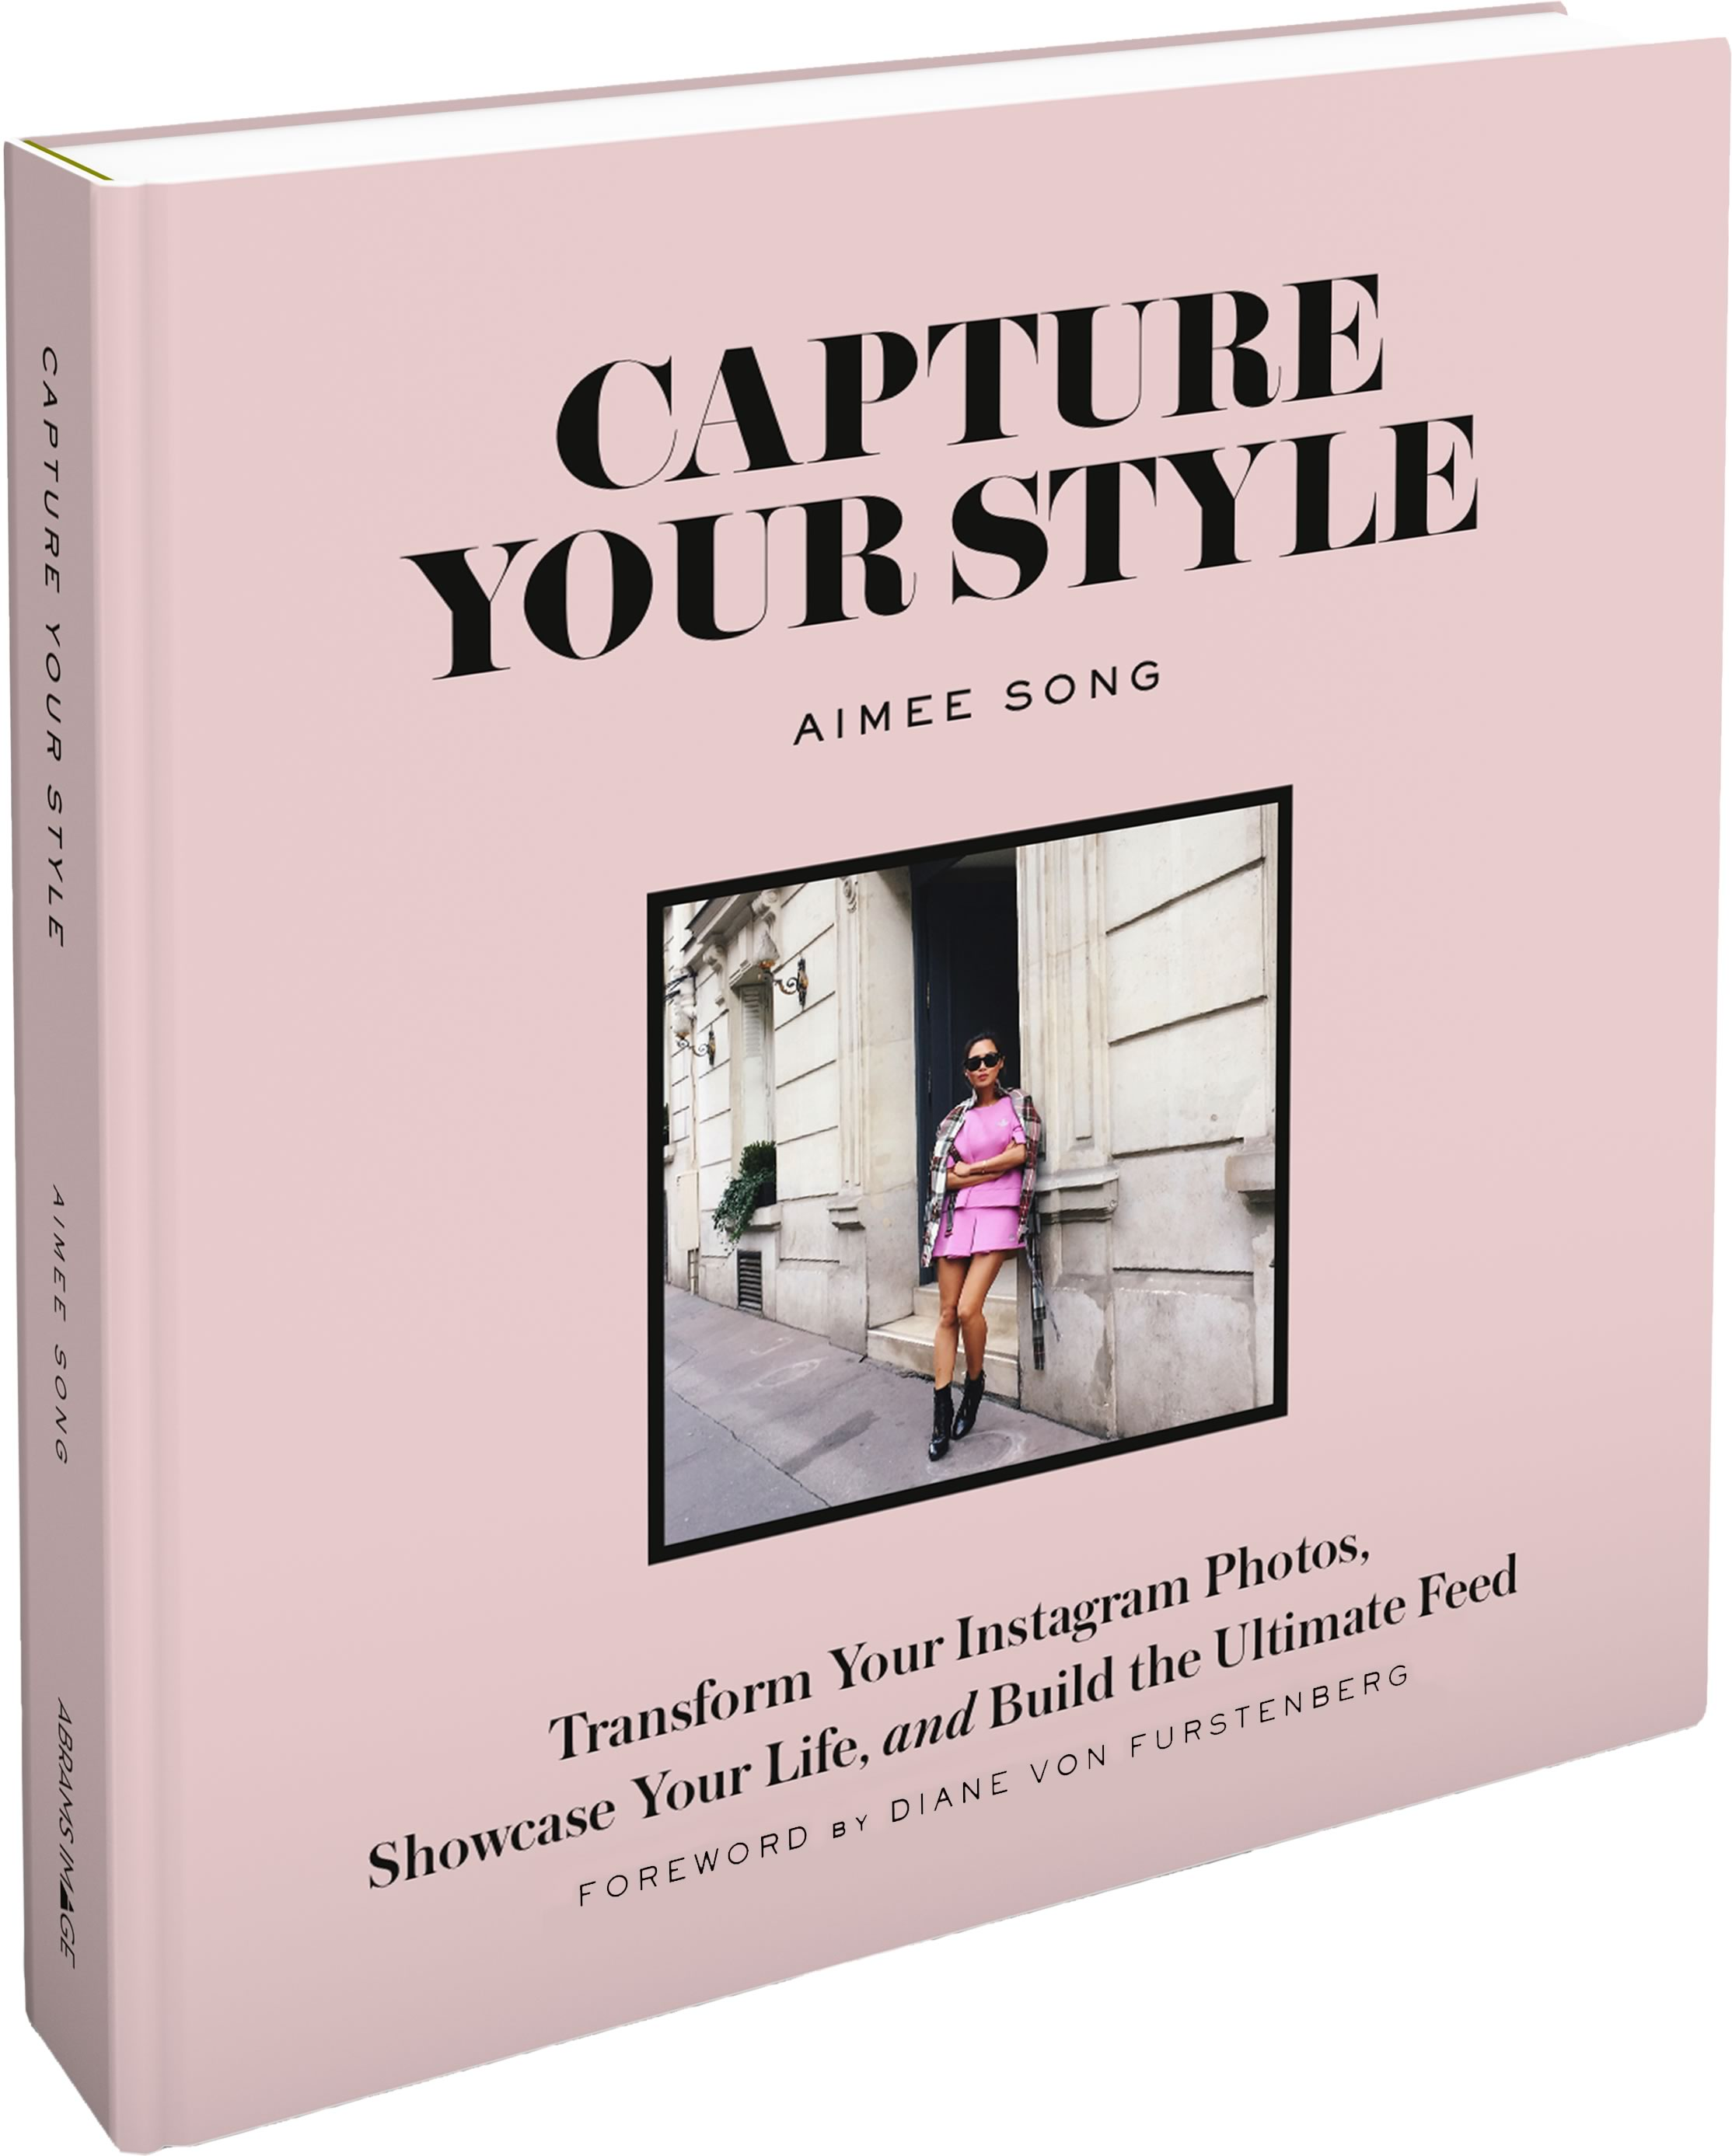 CAPTURE
YOUR STYLE
AIMEE SONG
Transform Your Instagram Photos,
Showcase Your Life, and Build the Ultimate Feed
FOREWORD BY DIANE VON FURSTENBERG
CAPTURE YOUR STYLE
AIMEE SONG
ABRAMS IMAGE